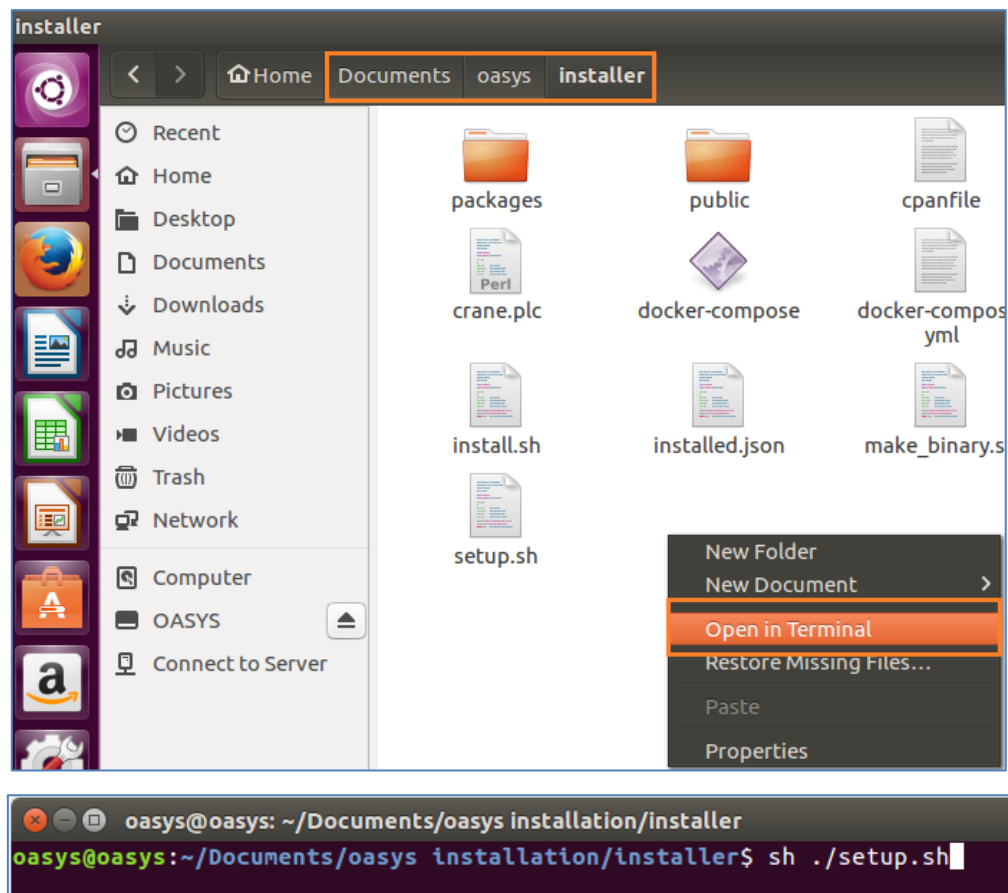 installer
Home Documents oasys installer
Recent
Home
Desktop
Documents
Downloads
Music
Pictures
Videos
Trash
Network
Computer
OASYS
Connect to Server
packages public cpanfile
Perl
crane.plc docker-compose docker-compos
yml
install.sh installed.json make_binary.s
setup.sh
New Folder
New Document
Open in Terminal
Restore Missing Files...
Paste
Properties
oasys@oasys: ~/Documents/oasys installation/installer
oasys@oasys:~/Documents/oasys installation/installer$ sh ./setup.sh